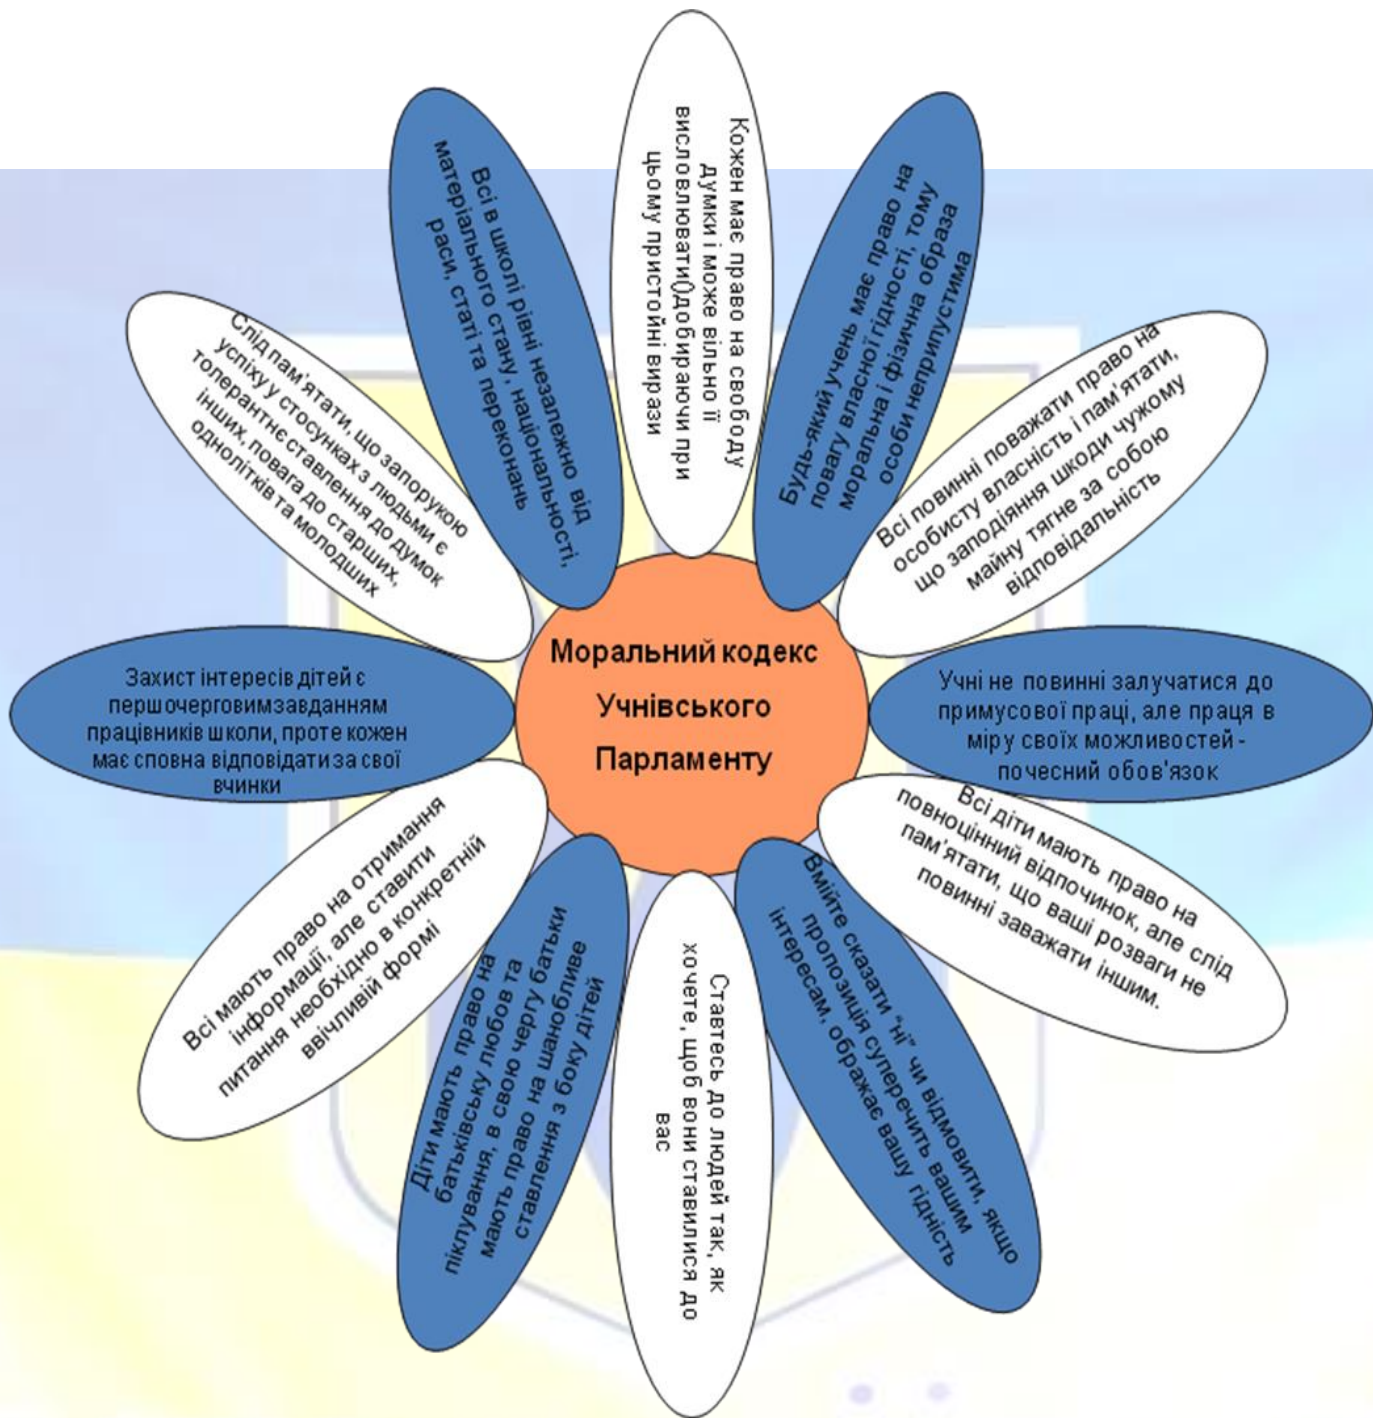 Кожен має право на свободу
думки і може вільно її
висловлювати()добираючи при
цьому пристойні вирази
Будь-який учень має право на
повагу власної гідності, тому
моральна і фізична образа
особи неприпустима
Всі повинні поважати право на
особисту власність і пам'ятати,
що заподіяння шкоди чужому
майну тягне за собою
відповідальність
Учні не повинні залучатися до
примусової праці, але праця в
міру своїх можливостей -
почесний обов'язок
Всі діти мають право на
повноцінний відпочинок, але слід
пам'ятати, що ваші розваги не
повинні заважати іншим.
Вмійте сказати “ні” чи відмовити, якщо
пропозиція суперечить вашим
інтересам, ображає вашу гідність
Ставтесь до людей так, як
хочете, щоб вони ставилися до
вас
Діти мають право на
батьківську любов та
піклування, в свою чергу батьки
мають право на шанобливе
ставлення з боку дітей
Всі мають право на отримання
інформації, але ставити
питання необхідно в конкретній
ввічливій формі
Захист інтересів дітей є
першочерговим завданням
працівників школи, проте кожен
має сповна відповідати за свої
вчинки
Слід пам'ятати, що запорукою
успіху у стосунках з людьми є
толерантнє ставлення до думок
інших, повага до старших,
однолітків та молодших
Всі в школі рівні незалежно від
матеріального стану, національності,
раси, статі та переконань
Моральний кодекс
Учнівського
Парламенту